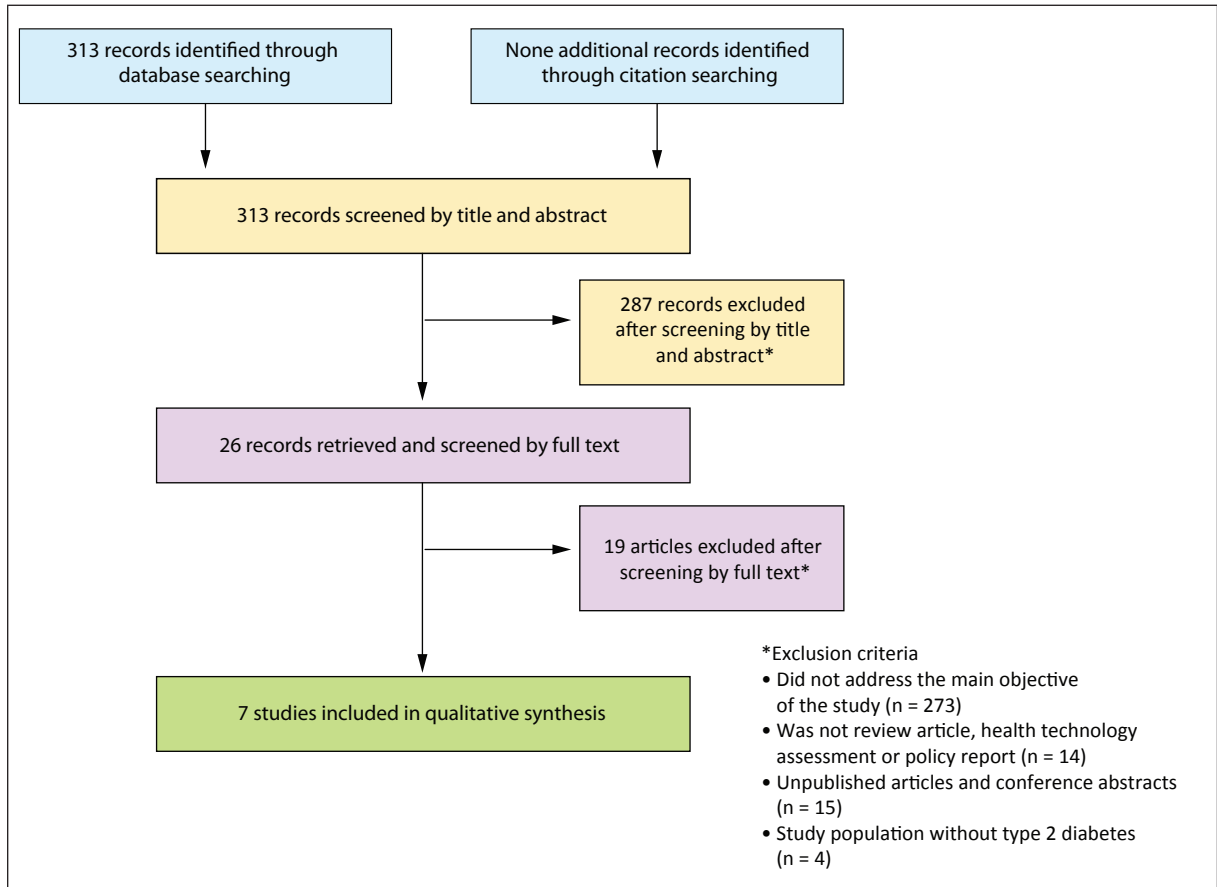 313 records identified through
database searching
None additional records identified
through citation searching
313 records screened by title and abstract
287 records excluded
after screening by title
and abstract*
26 records retrieved and screened by full text
19 articles excluded after
screening by full text*
7 studies included in qualitative synthesis
*Exclusion criteria
• Did not address the main objective
of the study (n = 273)
• Was not review article, health technology
assessment or policy report (n = 14)
• Unpublished articles and conference abstracts
(n = 15)
• Study population without type 2 diabetes
(n = 4)